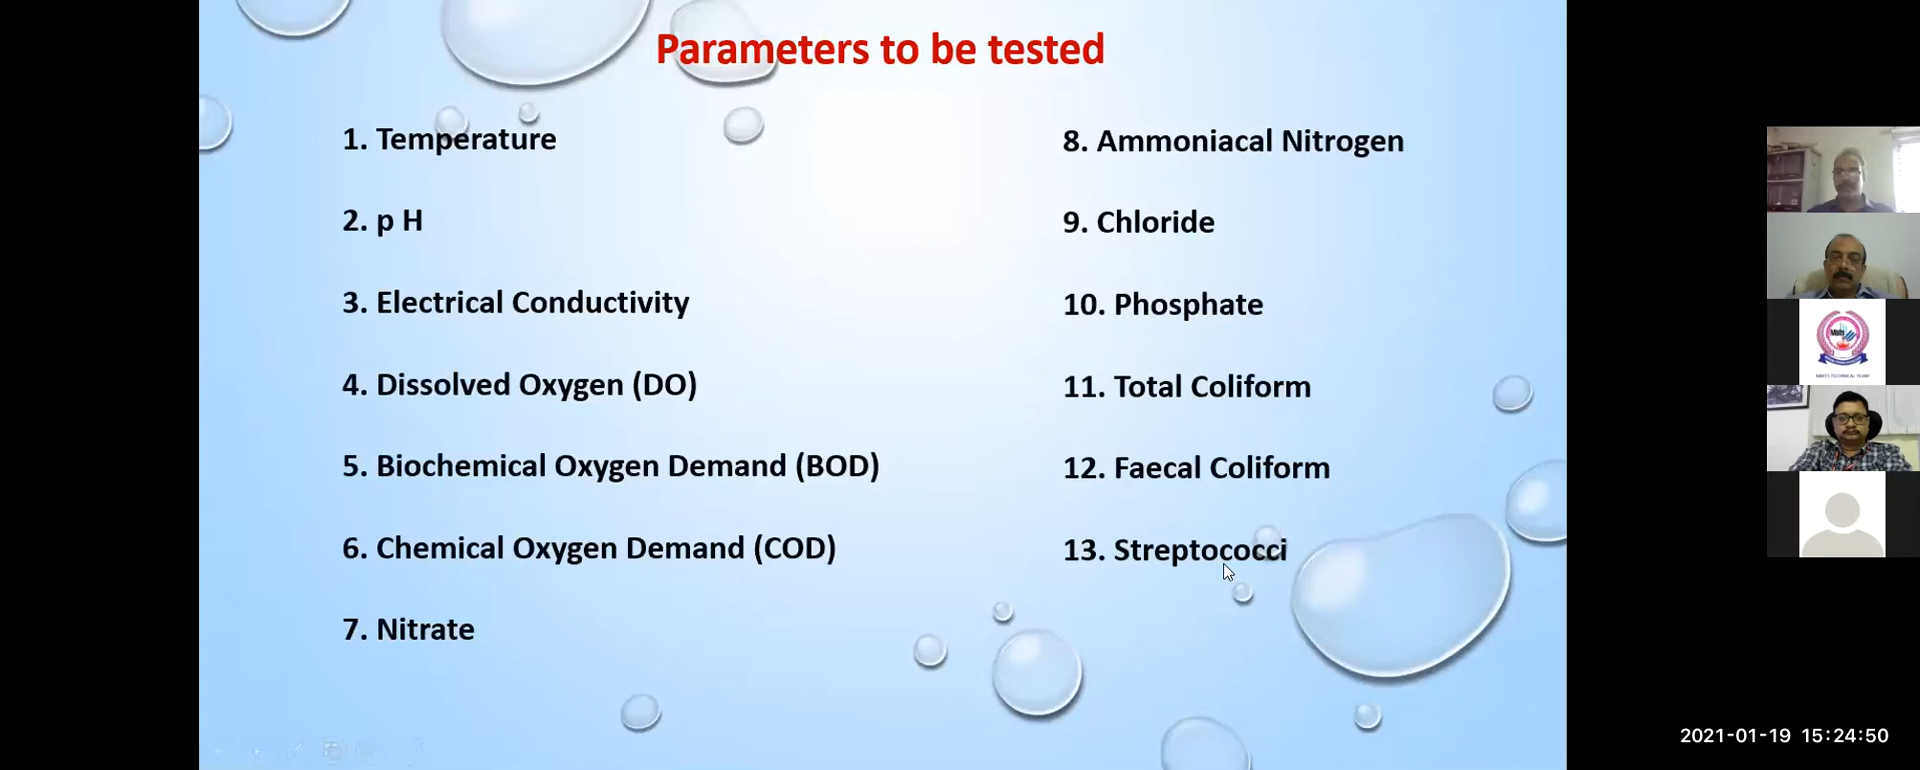 Parameters to be tested
1. Temperature
2. p H
3. Electrical Conductivity
4. Dissolved Oxygen (DO)
5. Biochemical Oxygen Demand (BOD)
6. Chemical Oxygen Demand (COD)
7. Nitrate
8. Ammoniacal Nitrogen
9. Chloride
10. Phosphate
11. Total Coliform
12. Faecal Coliform
13. Streptococci
2021-01-19 15:24:50